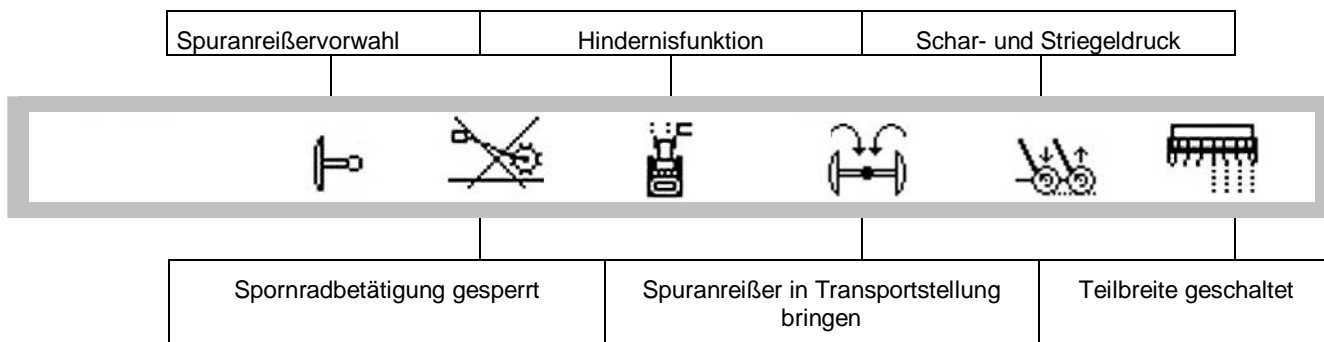 Spuranreißervorwahl
Hindernisfunktion
Schar- und Striegeldruck
Spornradbetätigung gesperrt
Spuranreißer in Transportstellung
bringen
Teilbreite geschaltet